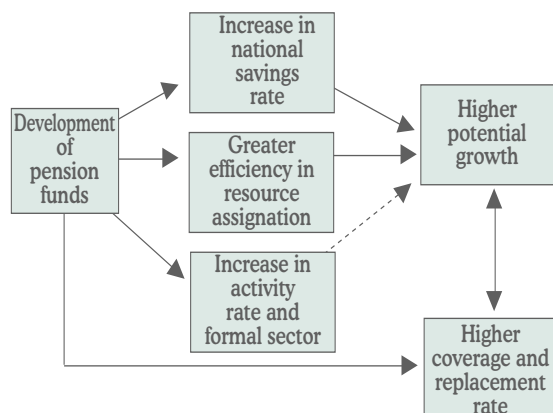 Increase in
national
savings
rate
Development
of
pension
funds
Greater
efficiency in
resource
assignation
Higher
potential
growth
Increase in
activity
rate and
formal sector
Higher
coverage and
replacement
rate